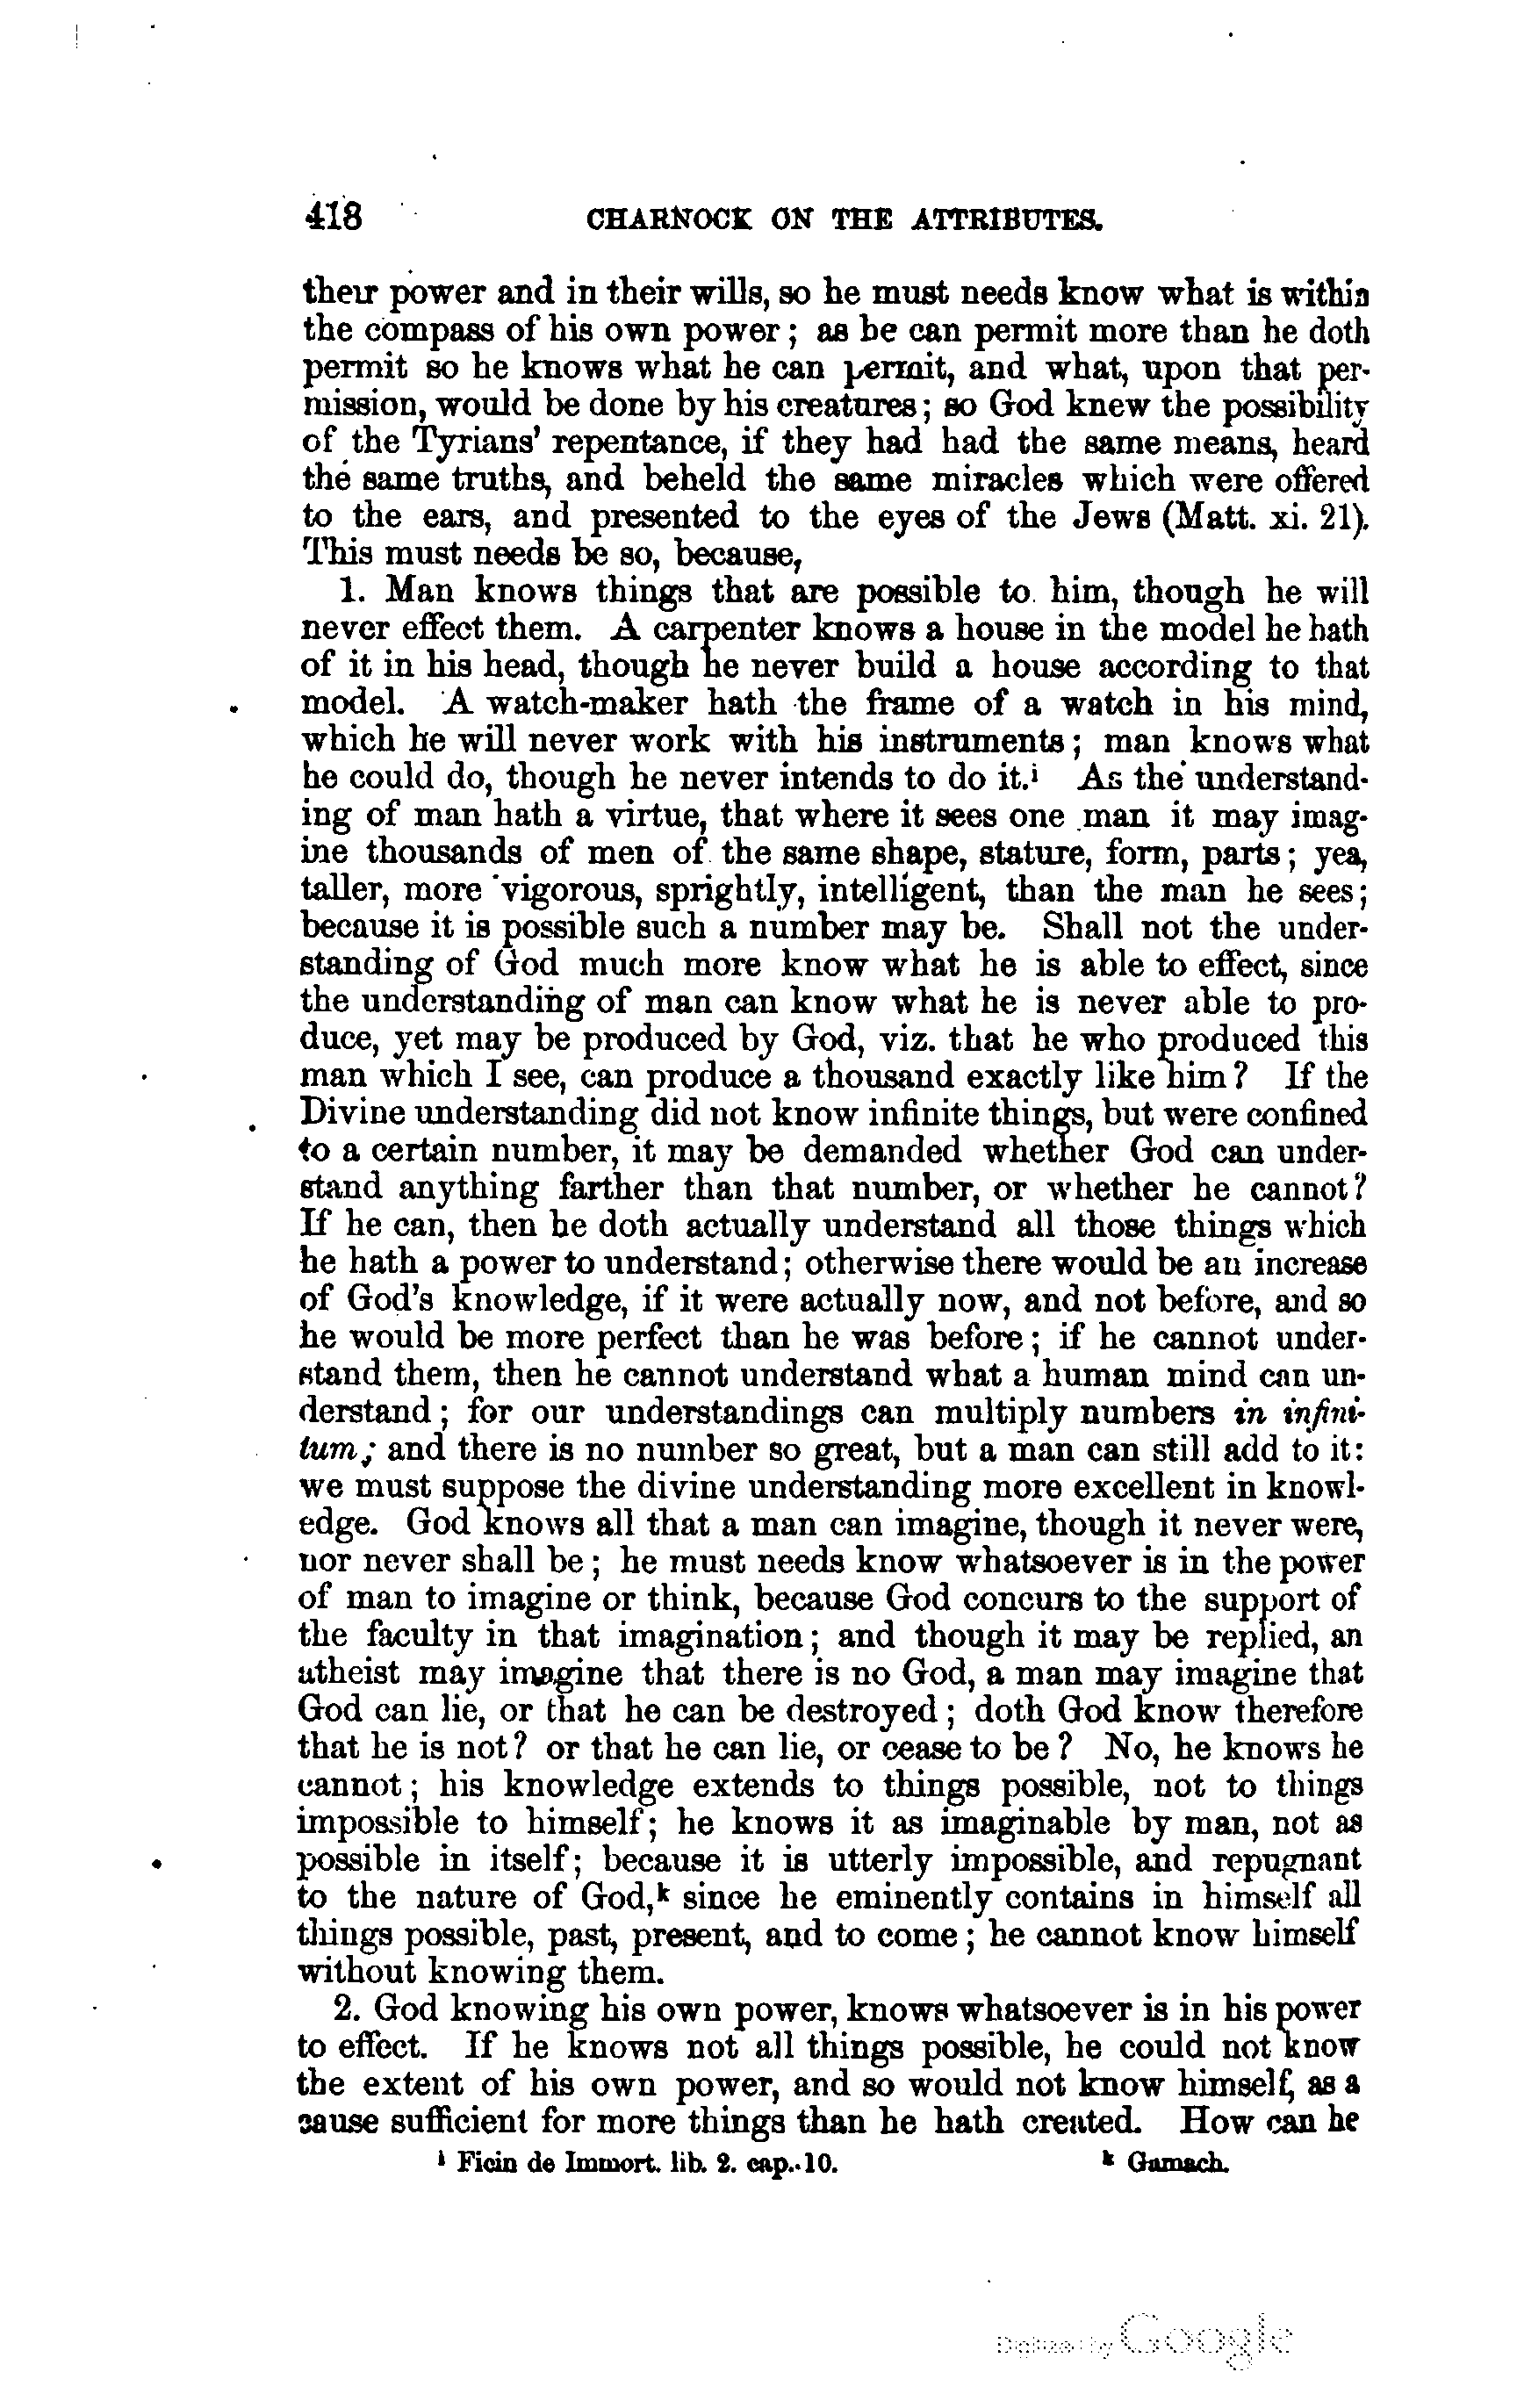 418 CHARNOCK ON THE ATTRIBUTES.
their power and in their wills, so he must needs know what is within
the compass of his own power; as he can permit more than he doth
permit so he knows what he can permit, and what, upon that per-
mission, would be done by his creatures; so God knew the possibility
of the Tyrians' repentance, if they had had the same means, heard
the same truths, and beheld the same miracles which were offered
to the ears, and presented to the eyes of the Jews (Matt. xi. 21).
This must needs be so, because,
1. Man knows things that are possible to him, though he will
never effect them. A carpenter knows a house in the model he hath
of it in his head, though he never build a house according to that
model. A watch-maker hath the frame of a watch in his mind,
which he will never work with his instruments; man knows what
he could do, though he never intends to do it.i As the understand-
ing of man hath a virtue, that where it sees one man it may imag-
ine thousands of men of the same shape, stature, form, parts; yea,
taller, more vigorous, sprightly, intelligent, than the man he sees;
because it is possible such a number may be. Shall not the under-
standing of God much more know what he is able to effect, since
the understanding of man can know what he is never able to pro-
duce, yet may be produced by God, viz. that he who produced this
man which I see, can produce a thousand exactly like him? If the
Divine understanding did not know infinite things, but were confined
to a certain number, it may be demanded whether God can under-
stand anything farther than that number, or whether he cannot?
If he can, then he doth actually understand all those things which
he hath a power to understand; otherwise there would be an increase
of God's knowledge, if it were actually now, and not before, and so
he would be more perfect than he was before; if he cannot under-
stand them, then he cannot understand what a human mind can un-
derstand; for our understandings can multiply numbers in infini-
tum; and there is no number so great, but a man can still add to it:
we must suppose the divine understanding more excellent in knowl-
edge. God knows all that a man can imagine, though it never were,
nor never shall be; he must needs know whatsoever is in the power
of man to imagine or think, because God concurs to the support of
the faculty in that imagination; and though it may be replied, an
atheist may imagine that there is no God, a man may imagine that
God can lie, or that he can be destroyed; doth God know therefore
that he is not? or that he can lie, or cease to be? No, he knows he
cannot; his knowledge extends to things possible, not to things
impossible to himself; he knows it as imaginable by man, not as
possible in itself; because it is utterly impossible, and repugnant
to the nature of God,k since he eminently contains in himself all
things possible, past, present, and to come; he cannot know himself
without knowing them.
2. God knowing his own power, knows whatsoever is in his power
to effect. If he knows not all things possible, he could not know
the extent of his own power, and so would not know himself, as a
cause sufficient for more things than he hath created. How can he
i Ficin de Immort. lib. 2. cap. 10. k Gamach.
Digitized by Google